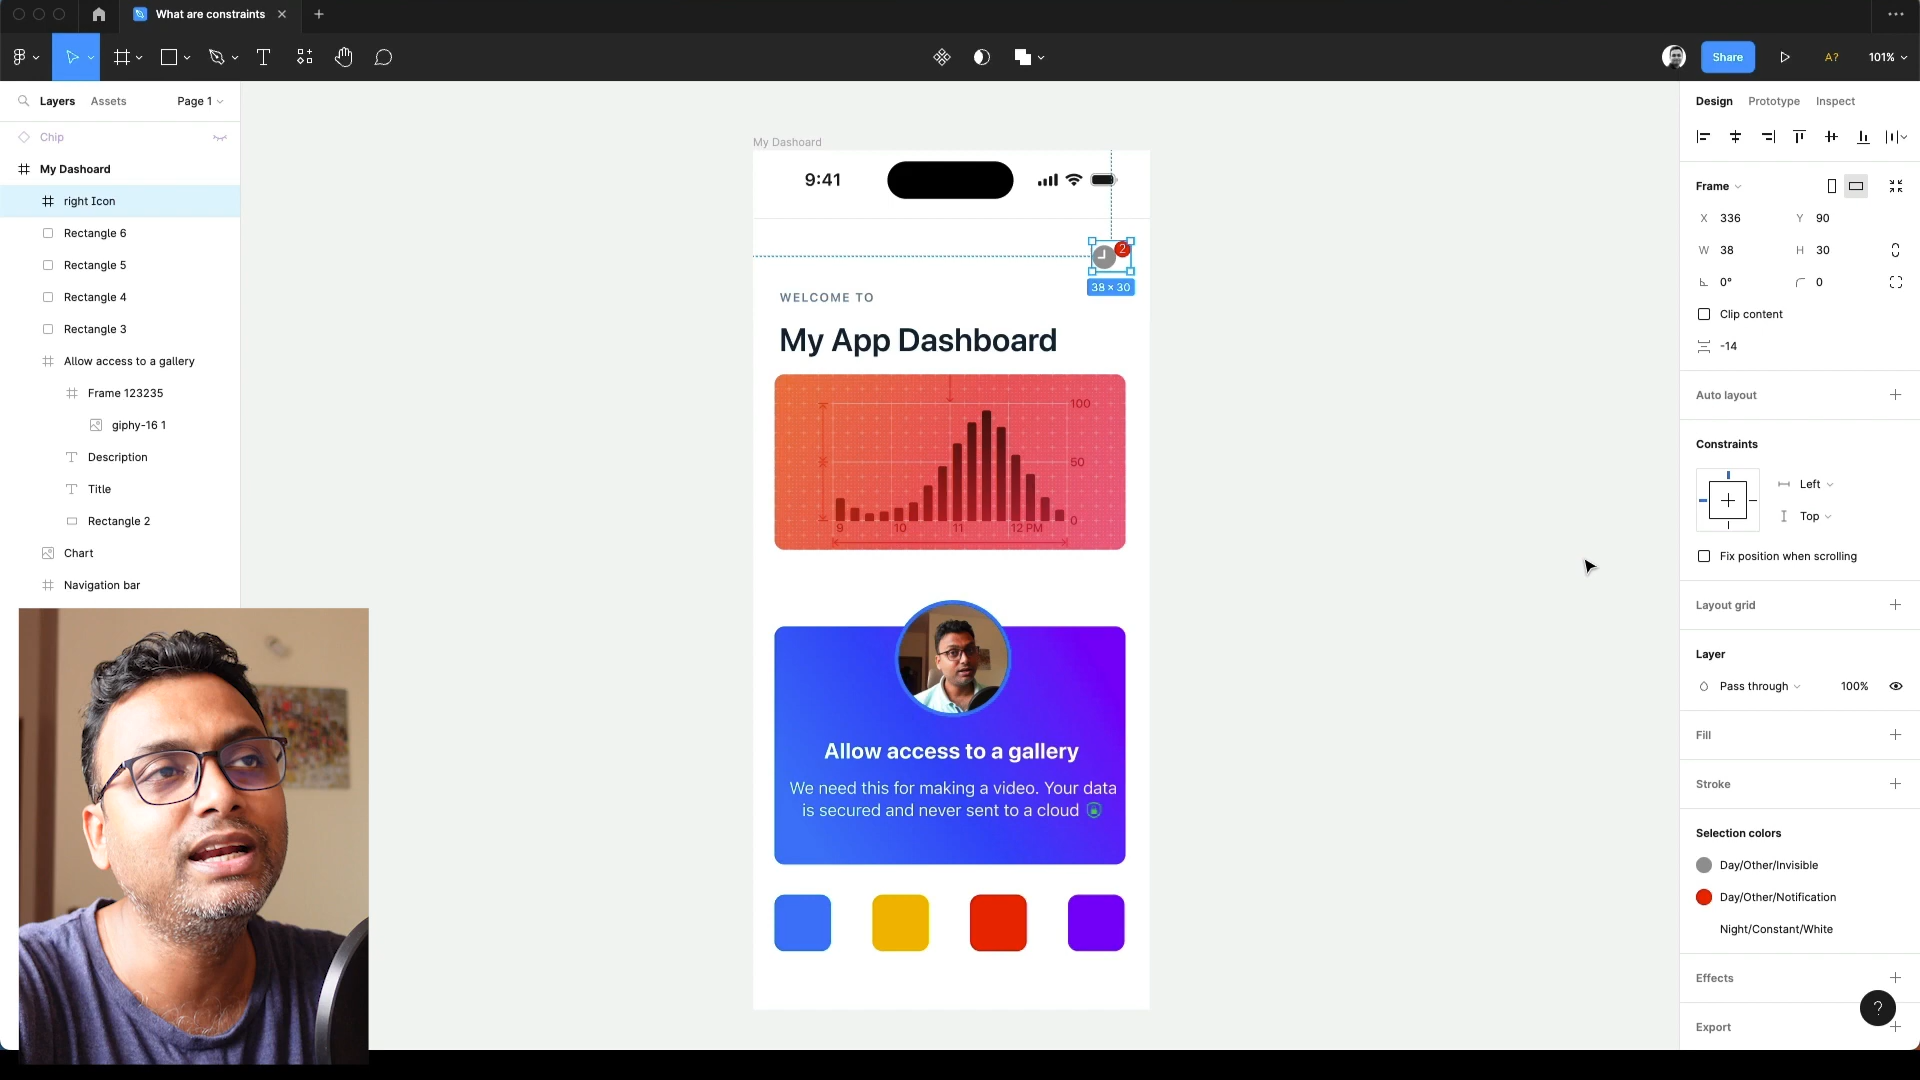 What are constraints
Share
A?
101%
Layers
Assets
Page 1
Chip
My Dashoard
right Icon
Rectangle 6
Rectangle 5
Rectangle 4
Rectangle 3
Allow access to a gallery
Frame 123235
giphy-16 1
Description
Title
Rectangle 2
Chart
Navigation bar
My Dashoard
9:41
2
38 × 30
WELCOME TO
My App Dashboard
100
50
0
9
10
11
12 PM
Allow access to a gallery
We need this for making a video. Your data
is secured and never sent to a cloud
Design
Prototype
Inspect
Frame
X 336
Y 90
W 38
H 30
0°
0
Clip content
-14
Auto layout
Constraints
Left
Top
Fix position when scrolling
Layout grid
Layer
Pass through
100%
Fill
Stroke
Selection colors
Day/Other/Invisible
Day/Other/Notification
Night/Constant/White
Effects
?
Export